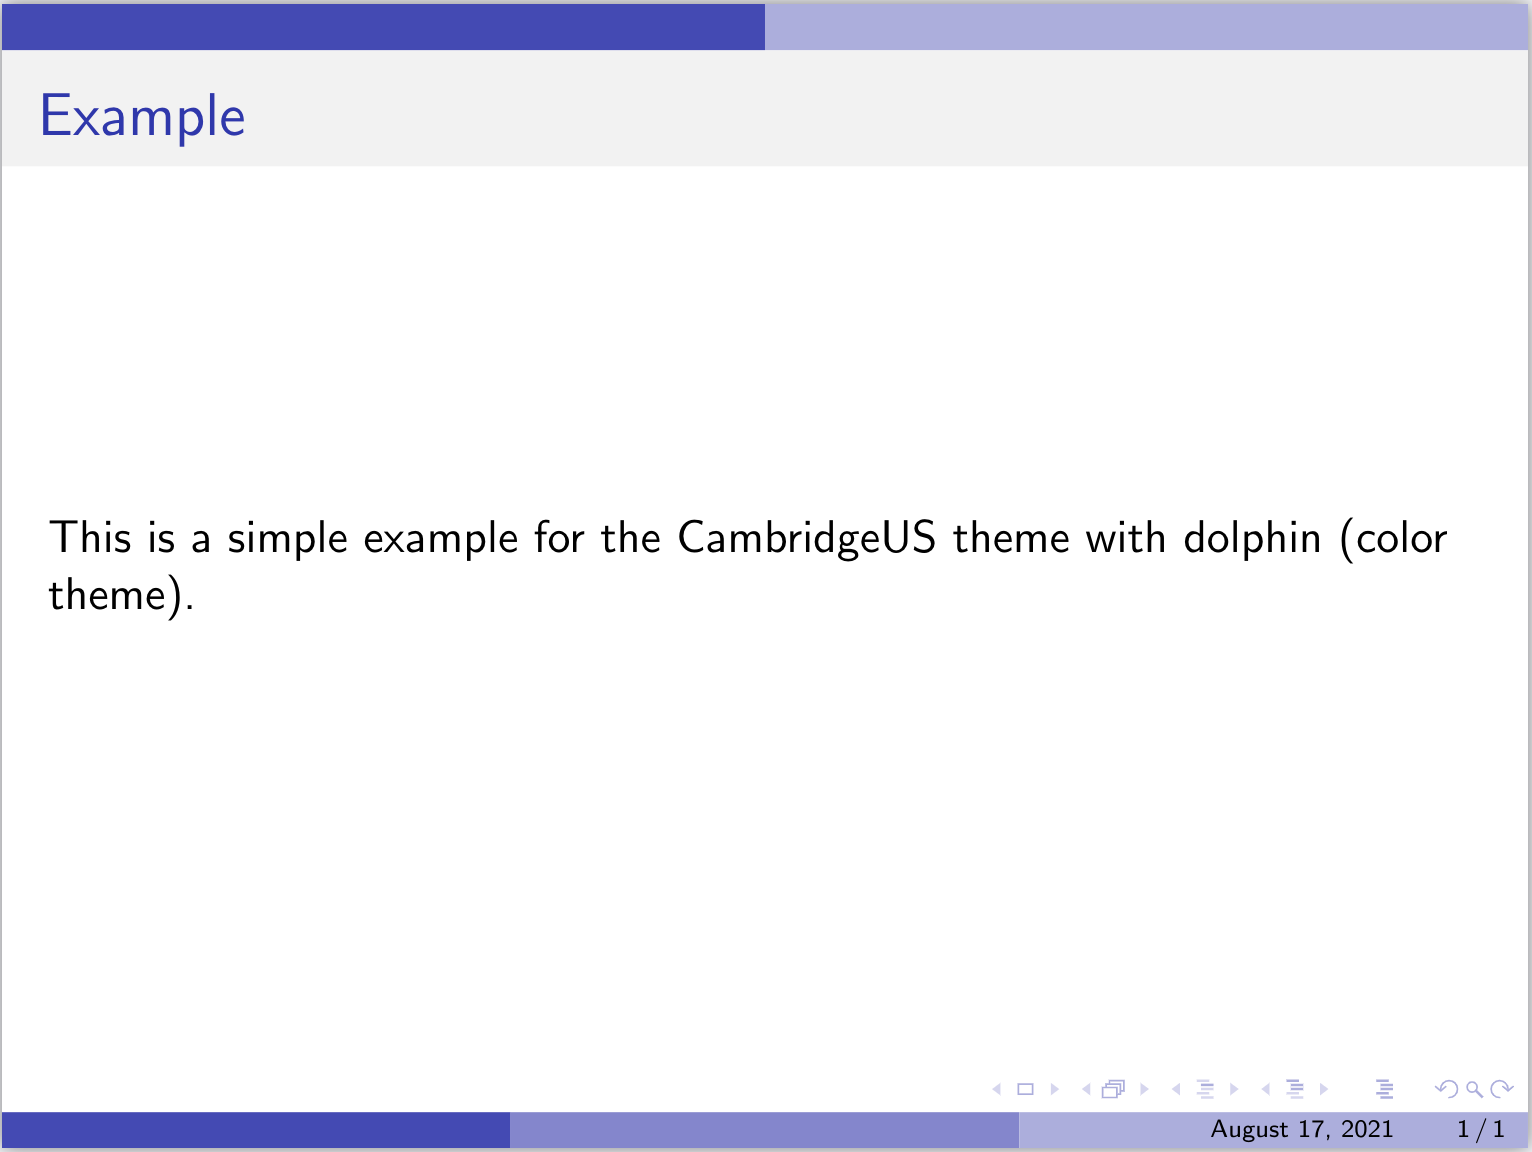 Example
This is a simple example for the CambridgeUS theme with dolphin (color
theme).
August 17, 2021 1 / 1